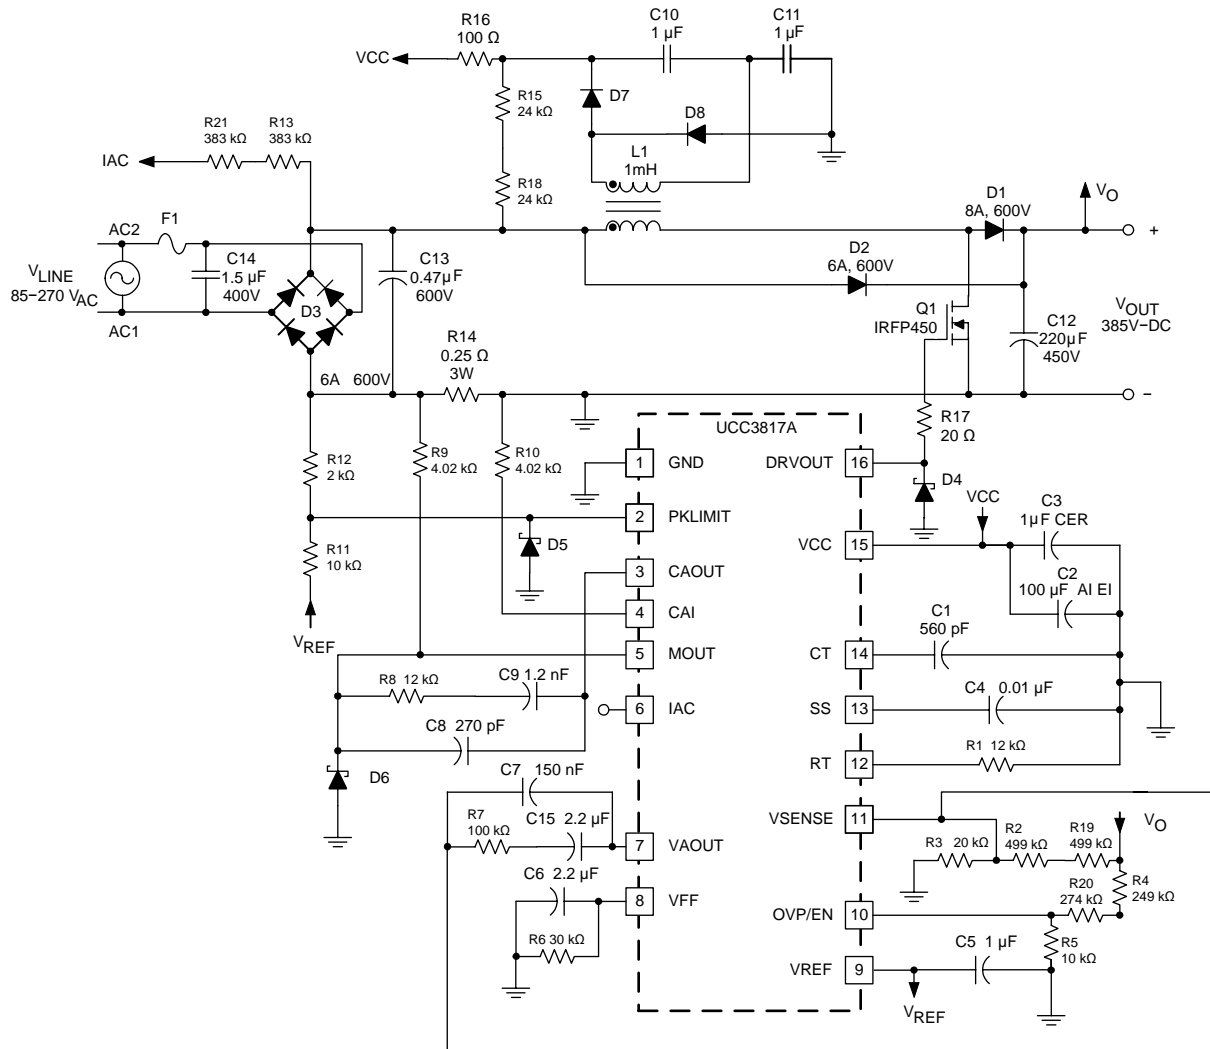 C10
1 µF
C11
1 µF
R16
100 Ω
VCC
R15
24 kΩ
D7
D8
R21
383 kΩ
R13
383 kΩ
IAC
L1
1mH
R18
24 kΩ
D1
8A, 600V
VO
F1
AC2
VLINE
85−270 VAC
AC1
C14
1.5 µF
400V
D3
C13
0.47µF
600V
D2
6A, 600V
+
Q1
IRFP450
C12
220µF
450V
VOUT
385V−DC
R14
0.25 Ω
3W
6A 600V
−
R17
20 Ω
UCC3817A
R12
2 kΩ
R9
4.02 kΩ
R10
4.02 kΩ
1
GND
DRVOUT
16
D4
2
PKLIMIT
VCC
C3
1µF CER
R11
10 kΩ
D5
VCC
15
3
CAOUT
C2
100 µF AI EI
4
CAI
C1
560 pF
VREF
5
MOUT
CT
14
R8 12 kΩ
C9 1.2 nF
C4 0.01 µF
6
IAC
SS
13
C8 270 pF
R1 12 kΩ
RT
12
D6
C7 150 nF
VSENSE
11
R7
100 kΩ
C15 2.2 µF
VO
R3 20 kΩ
R2
499 kΩ
R19
499 kΩ
7
VAOUT
C6 2.2 µF
R20
274 kΩ
R4
249 kΩ
8
VFF
OVP/EN
10
R6 30 kΩ
R5
10 kΩ
C5 1 µF
VREF
9
VREF